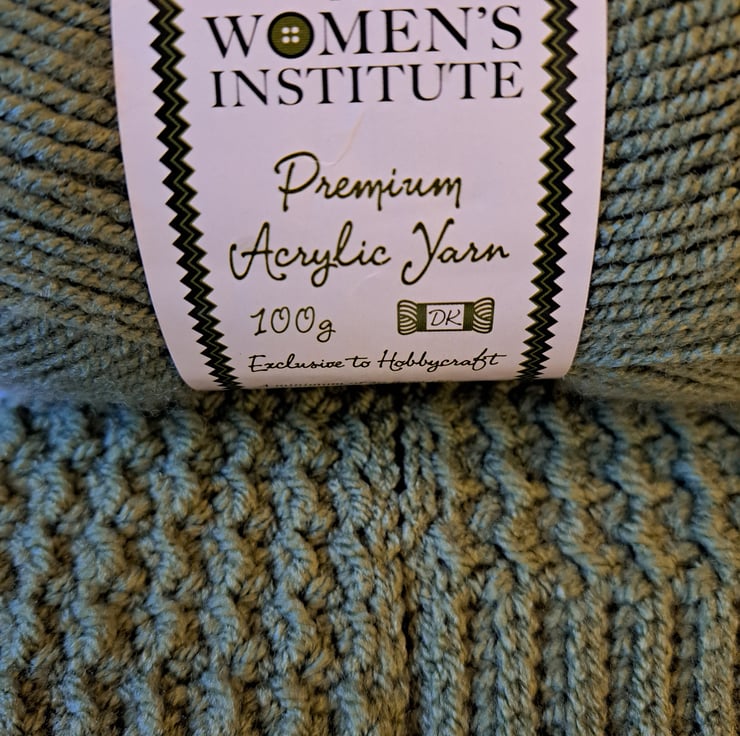 WOMEN'S
INSTITUTE
Premium
Acrylic Yarn
100g
DK
Exclusive to Hobbycraft